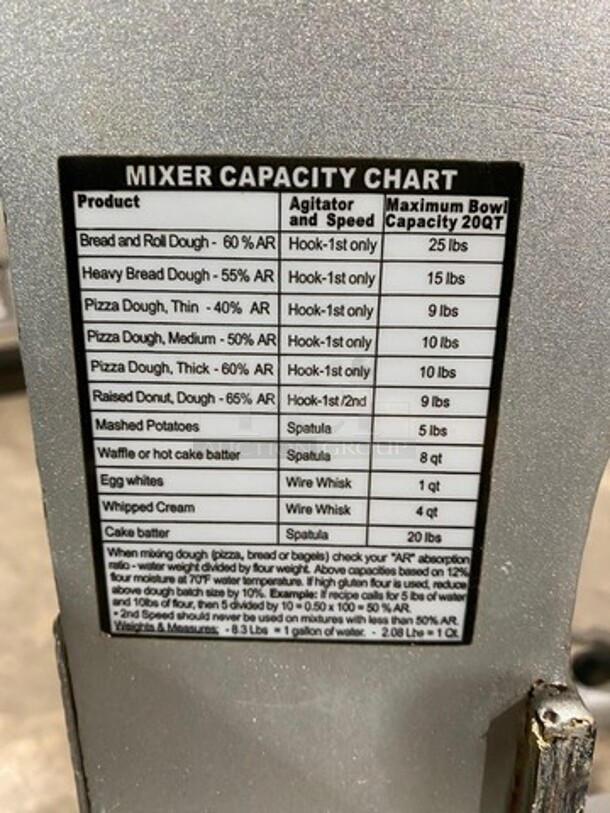 MIXER CAPACITY CHART
Product Agitator and Speed Maximum Bowl Capacity 20QT
Bread and Roll Dough - 60 % AR Hook-1st only 25 lbs
Heavy Bread Dough - 55% AR Hook-1st only 15 lbs
Pizza Dough, Thin - 40% AR Hook-1st only 9 lbs
Pizza Dough, Medium - 50% AR Hook-1st only 10 lbs
Pizza Dough, Thick - 60% AR Hook-1st only 10 lbs
Raised Donut, Dough - 65% AR Hook-1st /2nd 9 lbs
Mashed Potatoes Spatula 5 lbs
Waffle or hot cake batter Spatula 8 qt
Egg whites Wire Whisk 1 qt
Whipped Cream Wire Whisk 4 qt
Cake batter Spatula 20 lbs
When mixing dough (pizza, bread or bagels) check your "AR" absorption
ratio - water weight divided by flour weight. Above capacities based on 12%
flour moisture at 70°F water temperature. If high gluten flour is used, reduce
above dough batch size by 10%. Example: If recipe calls for 5 lbs of water
and 10lbs of flour, then 5 divided by 10 = 0.50 x 100 = 50 % AR.
- 2nd Speed should never be used on mixtures with less than 50% AR.
Weights & Measures: - 8.3 Lbs = 1 gallon of water. - 2.08 Lhs = 1 Qt.
AUCTION GROUP